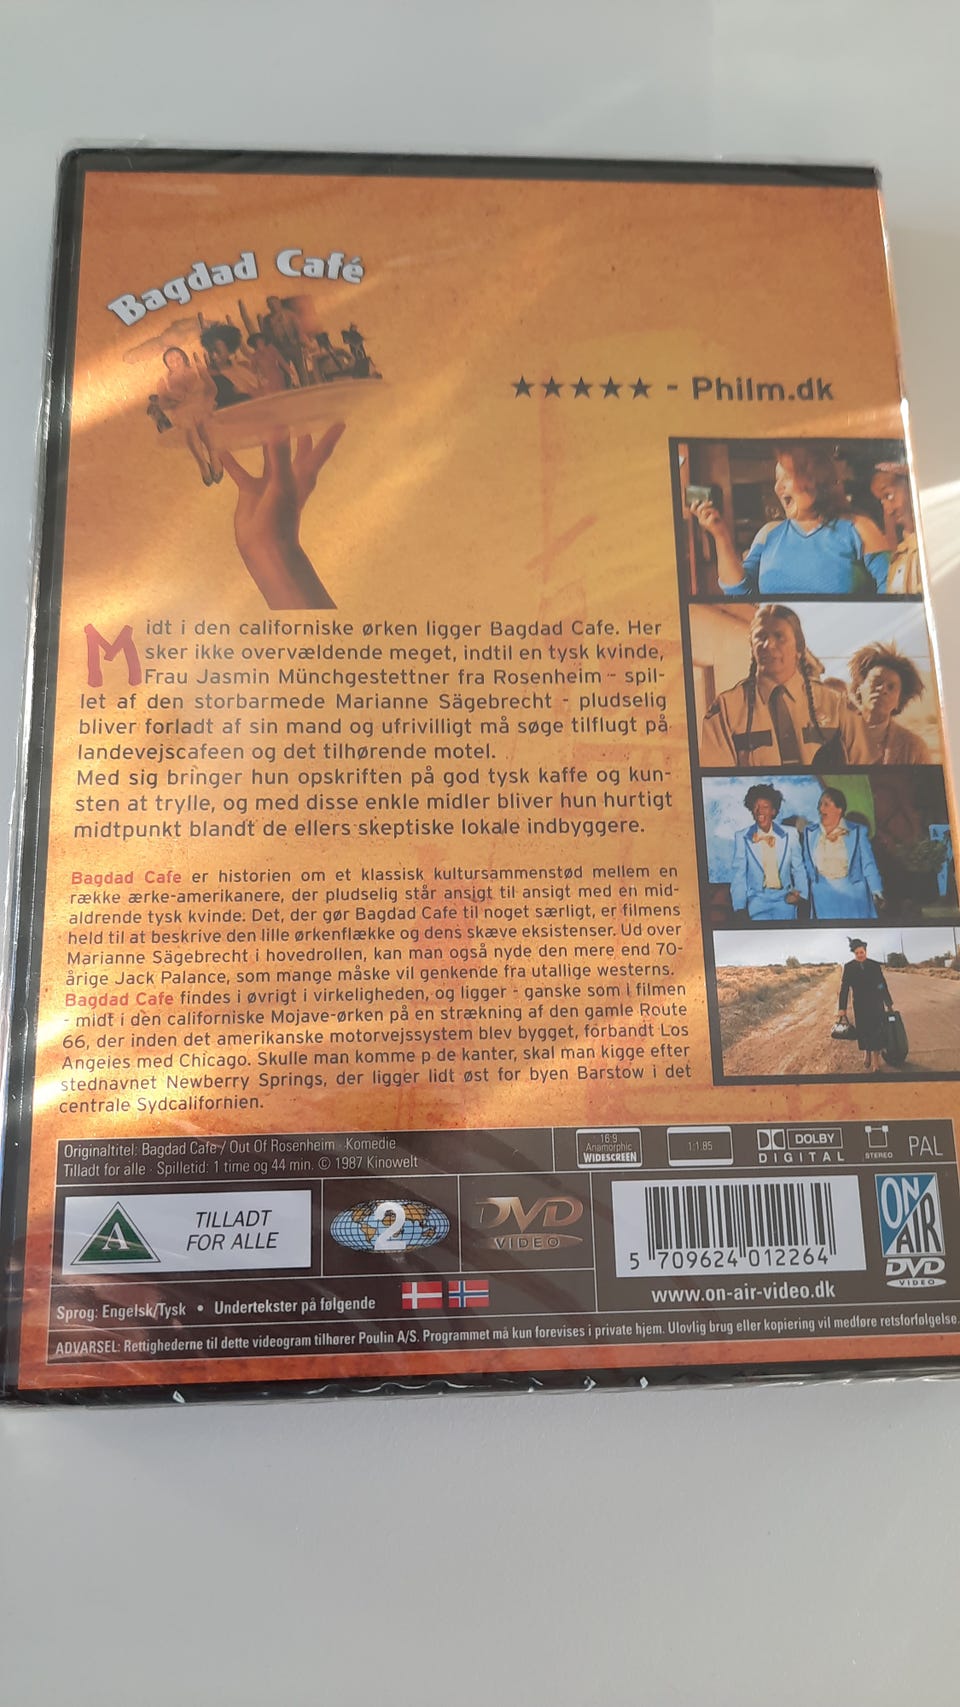 Bagdad Café
★★★★★ - Philm.dk
Midt i den californiske ørken ligger Bagdad Cafe. Her
sker ikke overvældende meget, indtil en tysk kvinde,
Frau Jasmin Münchgestettner fra Rosenheim - spil-
let af den storbarmede Marianne Sägebrecht - pludselig
bliver forladt af sin mand og ufrivilligt må søge tilflugt på
landevejscafeen og det tilhørende motel.
Med sig bringer hun opskriften på god tysk kaffe og kun-
sten at trylle, og med disse enkle midler bliver hun hurtigt
midtpunkt blandt de ellers skeptiske lokale indbyggere.
Bagdad Cafe er historien om et klassisk kultursammenstød mellem en
række ærke-amerikanere, der pludselig står ansigt til ansigt med en mid-
aldrende tysk kvinde. Det, der gør Bagdad Cafe til noget særligt, er filmens
held til at beskrive den lille ørkenflække og dens skæve eksistenser. Ud over
Marianne Sägebrecht i hovedrollen, kan man også nyde den mere end 70-
årige Jack Palance, som mange måske vil genkende fra utallige westerns.
Bagdad Cafe findes i øvrigt i virkeligheden, og ligger - ganske som i filmen
- midt i den californiske Mojave-ørken på en strækning af den gamle Route
66, der inden det amerikanske motorvejssystem blev bygget, forbandt Los
Angeles med Chicago. Skulle man komme p de kanter, skal man kigge efter
stednavnet Newberry Springs, der ligger lidt øst for byen Barstow i det
centrale Sydcalifornien.
Originaltitel: Bagdad Cafe / Out Of Rosenheim · Komedie
Tilladt for alle · Spilletid: 1 time og 44 min. © 1987 Kinowelt
16:9
Anamorphic
WIDESCREEN
1:1.85
DOLBY
DIGITAL
STEREO
PAL
A
TILLADT
FOR ALLE
2
DVD
VIDEO
5 709624 012264
ON
AIR
DVD
VIDEO
www.on-air-video.dk
Sprog: Engelsk/Tysk • Undertekster på følgende
ADVARSEL: Rettighederne til dette videogram tilhører Poulin A/S. Programmet må kun forevises i private hjem. Ulovlig brug eller kopiering vil medføre retsforfølgelse.